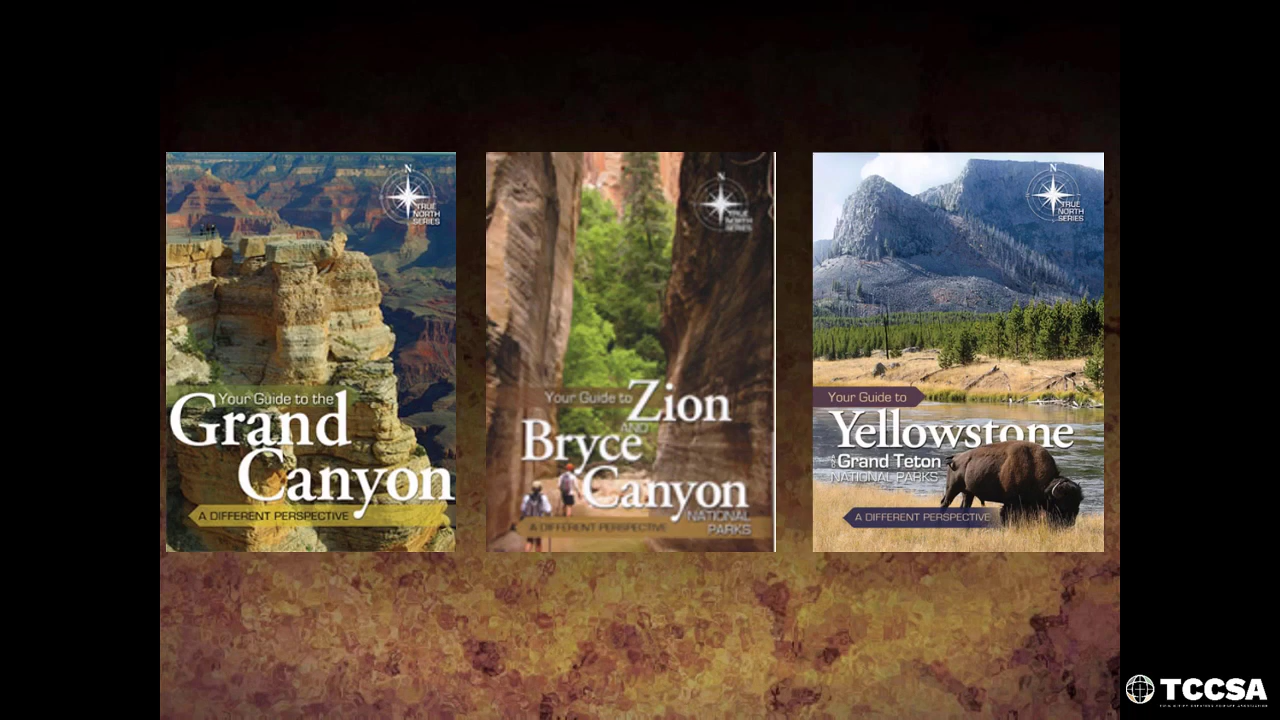 N
TRUE
NORTH
SERIES
Your Guide to the
Grand
Canyon
A DIFFERENT PERSPECTIVE
N
TRUE
NORTH
SERIES
Your Guide to Zion
AND
Bryce
Canyon
NATIONAL
PARKS
A DIFFERENT PERSPECTIVE
N
TRUE
NORTH
SERIES
Your Guide to
Yellowstone
Grand Teton
NATIONAL PARKS
A DIFFERENT PERSPECTIVE
TCCSA